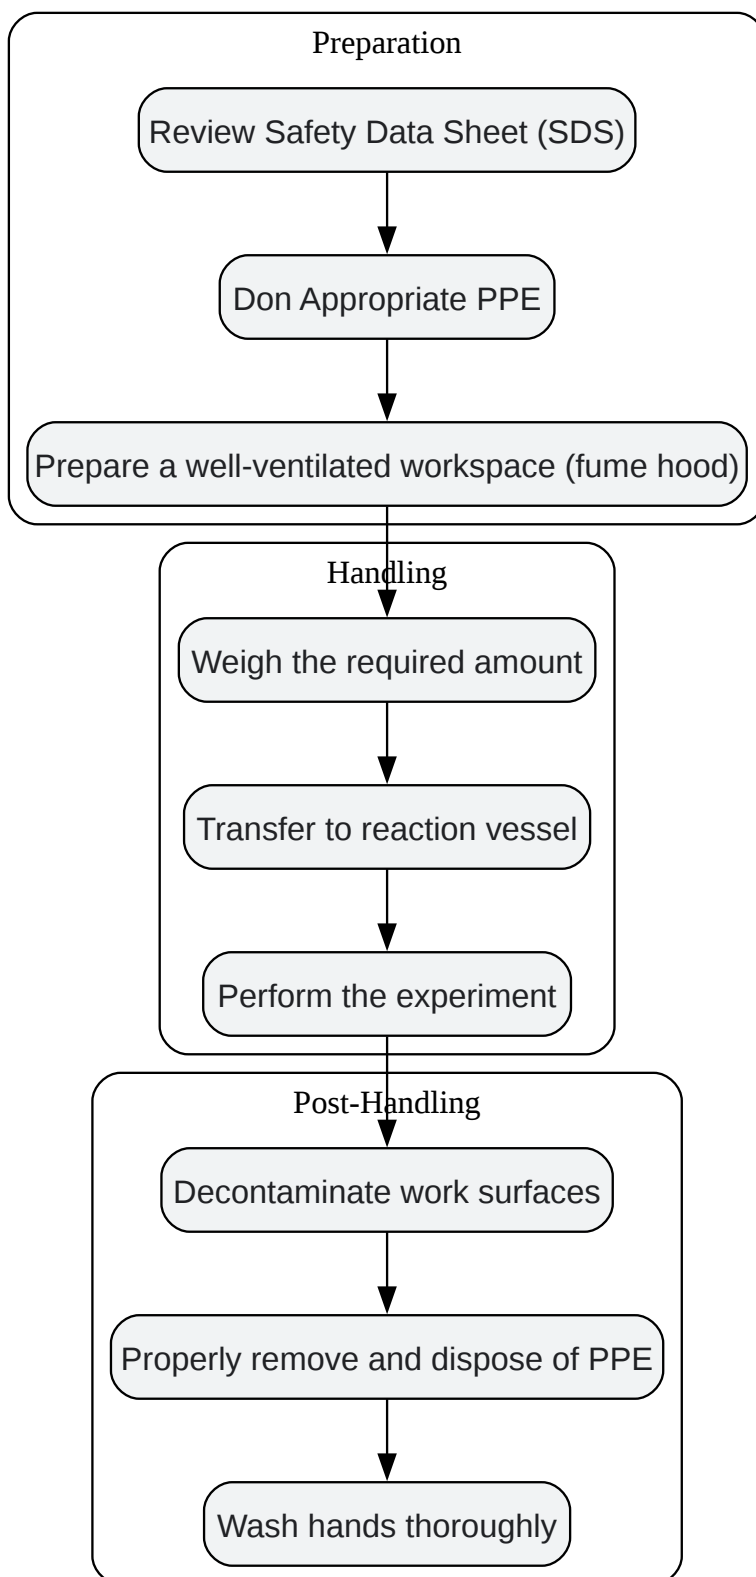 Preparation
Review Safety Data Sheet (SDS)
Don Appropriate PPE
Prepare a well-ventilated workspace (fume hood)
Handling
Weigh the required amount
Transfer to reaction vessel
Perform the experiment
Post-Handling
Decontaminate work surfaces
Properly remove and dispose of PPE
Wash hands thoroughly